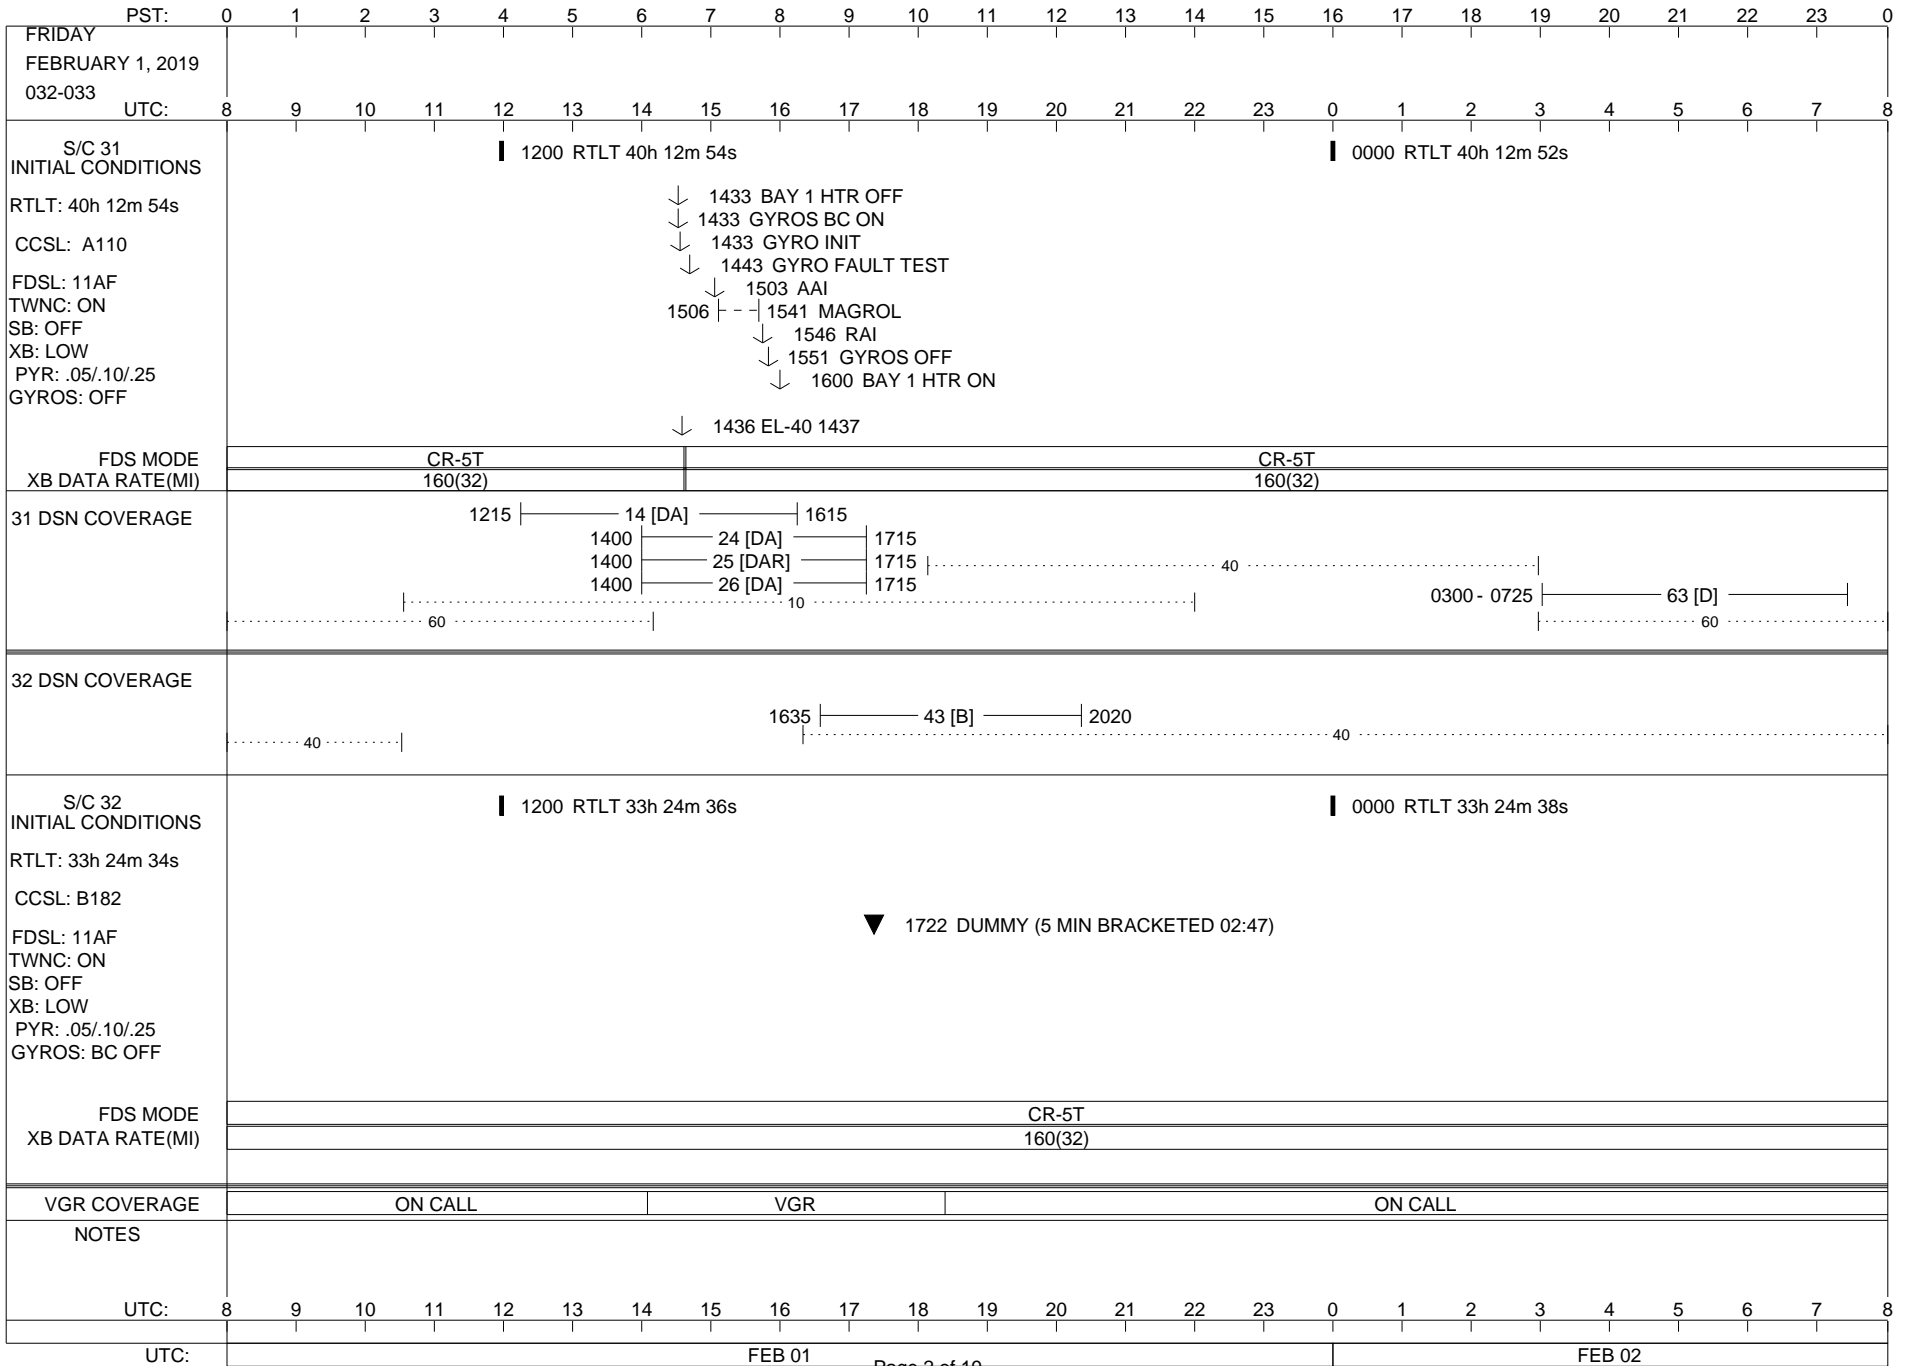 PST: 0 1 2 3 4 5 6 7 8 9 10 11 12 13 14 15 16 17 18 19 20 21 22 23 0
FRIDAY
FEBRUARY 1, 2019
032-033
UTC: 8 9 10 11 12 13 14 15 16 17 18 19 20 21 22 23 0 1 2 3 4 5 6 7 8
S/C 31
INITIAL CONDITIONS
RTLT: 40h 12m 54s
CCSL: A110
FDSL: 11AF
TWNC: ON
SB: OFF
XB: LOW
PYR: .05/.10/.25
GYROS: OFF
1200 RTLT 40h 12m 54s
0000 RTLT 40h 12m 52s
1433 BAY 1 HTR OFF
1433 GYROS BC ON
1433 GYRO INIT
1443 GYRO FAULT TEST
1503 AAI
1506 1541 MAGROL
1546 RAI
1551 GYROS OFF
1600 BAY 1 HTR ON
1436 EL-40 1437
FDS MODE CR-5T CR-5T
XB DATA RATE(MI) 160(32) 160(32)
31 DSN COVERAGE
1215 14 [DA] 1615
1400 24 [DA] 1715
1400 25 [DAR] 1715
40
1400 26 [DA] 1715
10
0300 - 0725 63 [D]
60
60
32 DSN COVERAGE
1635 43 [B] 2020
40
40
S/C 32
INITIAL CONDITIONS
RTLT: 33h 24m 34s
CCSL: B182
FDSL: 11AF
TWNC: ON
SB: OFF
XB: LOW
PYR: .05/.10/.25
GYROS: BC OFF
1200 RTLT 33h 24m 36s
0000 RTLT 33h 24m 38s
1722 DUMMY (5 MIN BRACKETED 02:47)
FDS MODE CR-5T
XB DATA RATE(MI) 160(32)
VGR COVERAGE ON CALL VGR ON CALL
NOTES
UTC: 8 9 10 11 12 13 14 15 16 17 18 19 20 21 22 23 0 1 2 3 4 5 6 7 8
UTC: FEB 01 FEB 02
Page 2 of 19